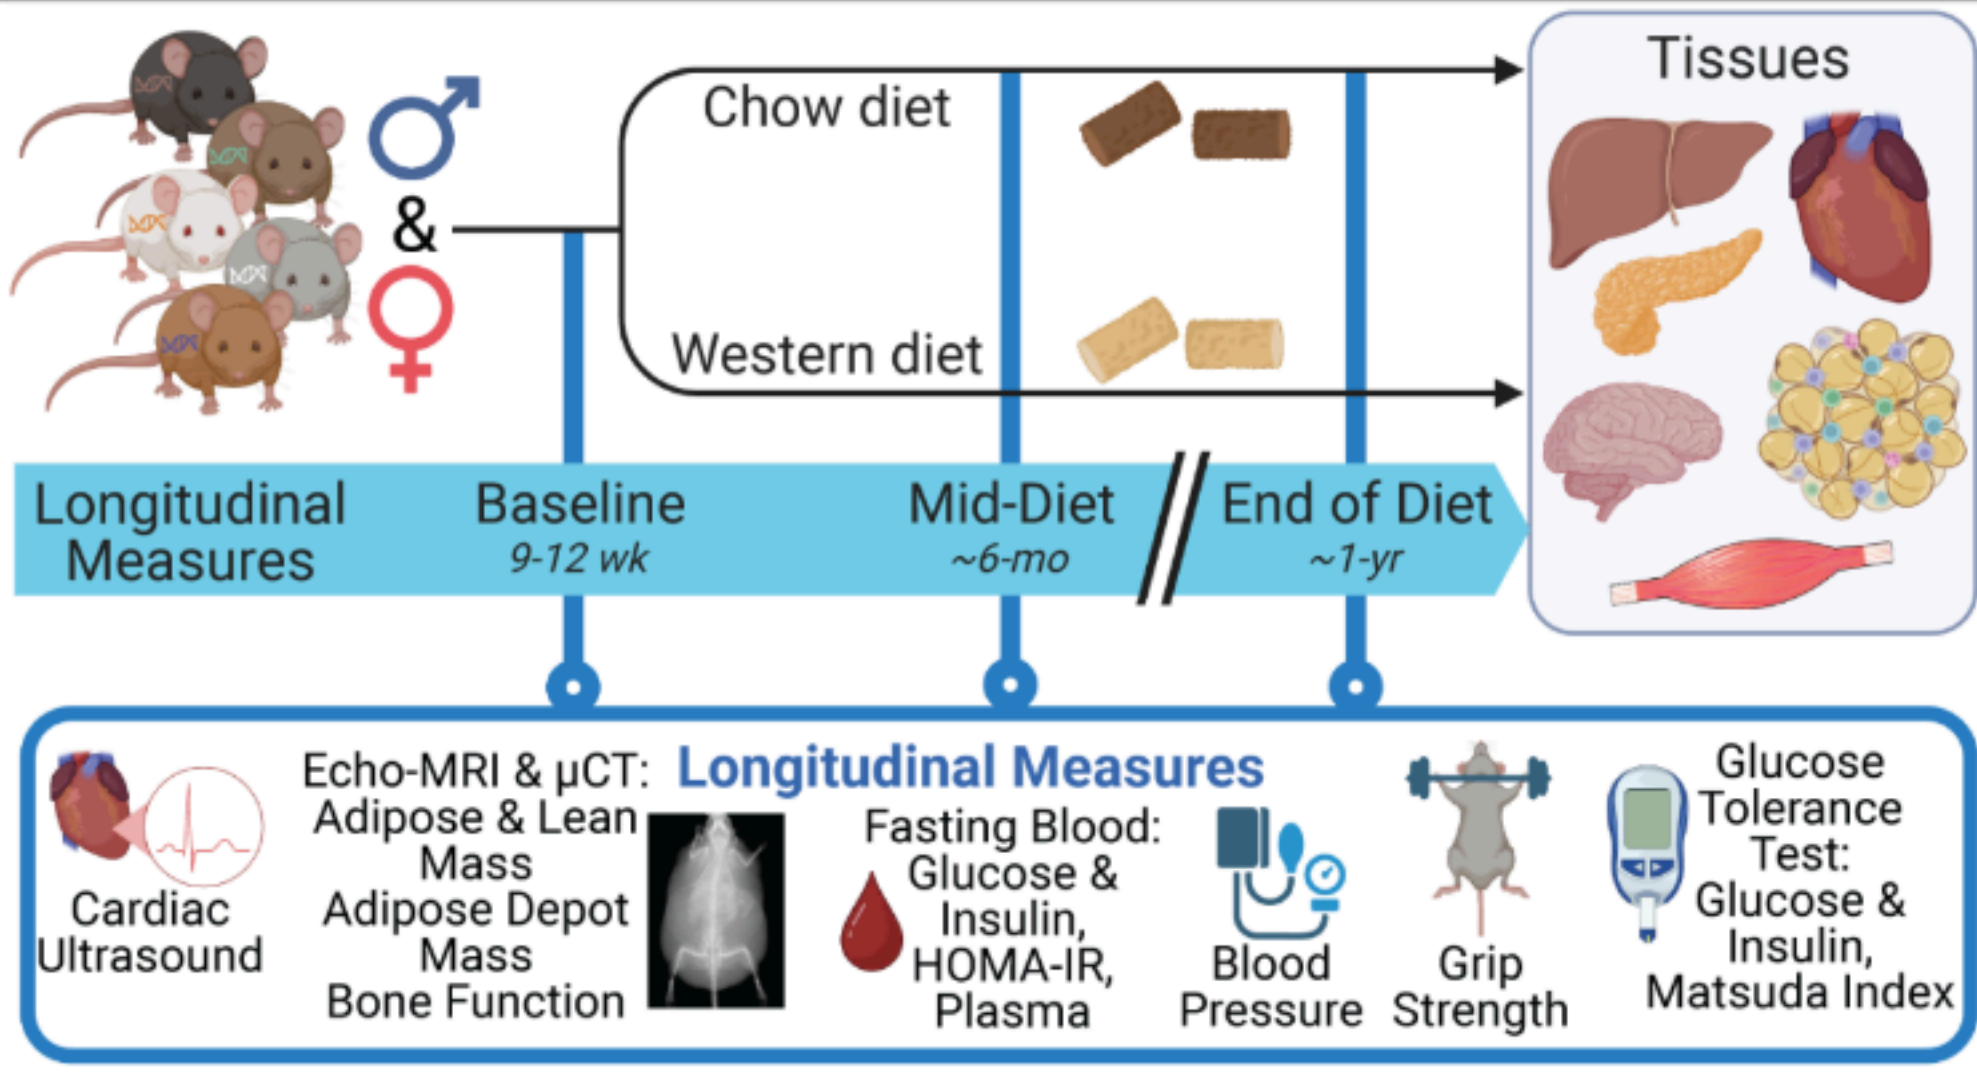 Tissues
Chow diet
&
Western diet
Longitudinal
Measures
Baseline
9-12 wk
Mid-Diet
~6-mo
End of Diet
~1-yr
Longitudinal Measures
Cardiac
Ultrasound
Echo-MRI & µCT:
Adipose & Lean
Mass
Adipose Depot
Mass
Bone Function
Fasting Blood:
Glucose &
Insulin,
HOMA-IR,
Plasma
Blood
Pressure
Grip
Strength
Glucose
Tolerance
Test:
Glucose &
Insulin,
Matsuda Index